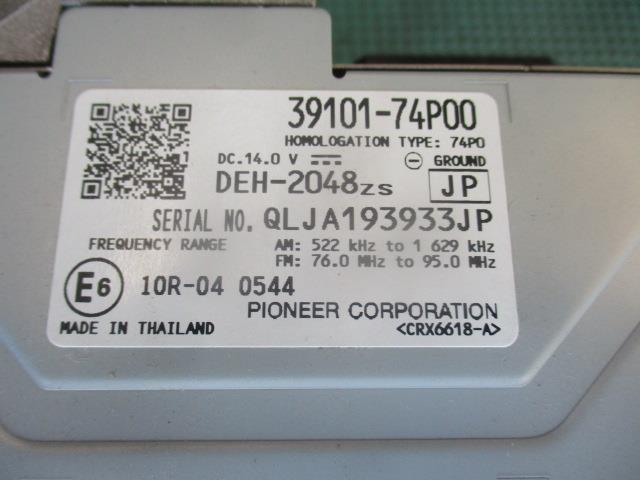 39101-74P00
HOMOLOGATION TYPE: 74P0
DC.14.0 V ⊖ GROUND
DEH-2048ZS JP
SERIAL NO. QLJA193933JP
FREQUENCY RANGE AM: 522 kHz to 1 629 kHz
FM: 76.0 MHz to 95.0 MHz
E6 10R-04 0544
PIONEER CORPORATION
MADE IN THAILAND <CRX6618-A>